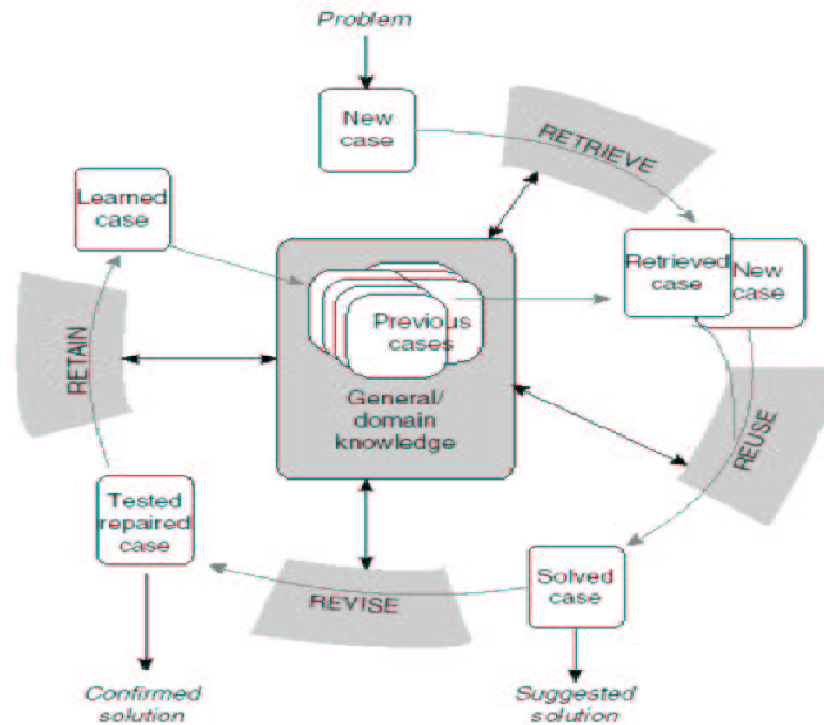 Problem
New
case
RETRIEVE
Learned
case
Retrieved
case
New
case
Previous
cases
General/
domain
knowledge
RETAIN
REUSE
Tested
repaired
case
REVISE
Solved
case
Confirmed
solution
Suggested
solution